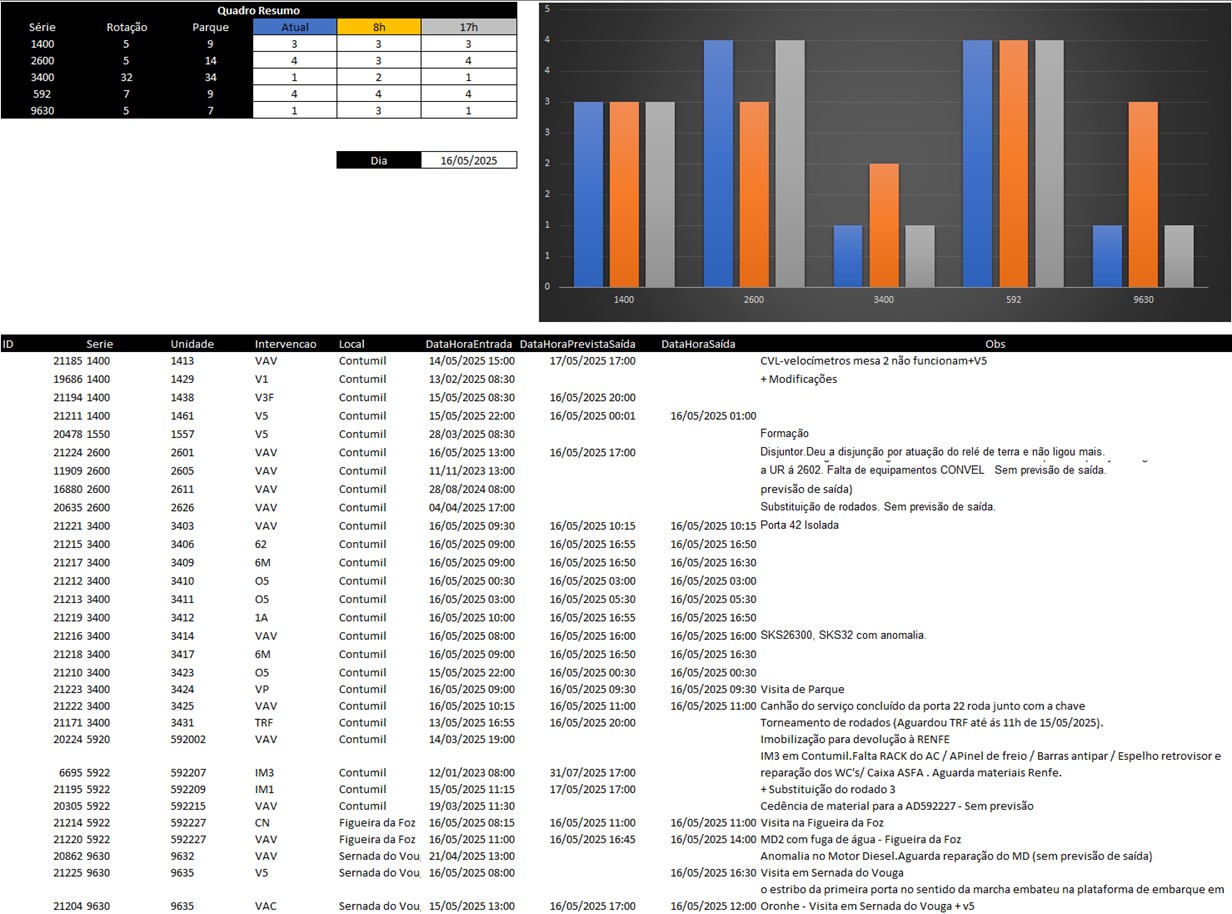 Quadro Resumo
Série Rotação Parque Atual 8h 17h
1400 5 9 3 3 3
2600 5 14 4 3 4
3400 32 34 1 2 1
592 7 9 4 4 4
9630 5 7 1 3 1
Dia 16/05/2025
5
4
4
3
3
2
2
1
1
0
1400 2600 3400 592 9630
ID Serie Unidade Intervencao Local DataHoraEntrada DataHoraPrevistaSaída DataHoraSaída Obs
21185 1400 1413 VAV Contumil 14/05/2025 15:00 17/05/2025 17:00 CVL-velocímetros mesa 2 não funcionam+V5
19686 1400 1429 V1 Contumil 13/02/2025 08:30 + Modificações
21194 1400 1438 V3F Contumil 15/05/2025 08:30 16/05/2025 20:00
21211 1400 1461 V5 Contumil 15/05/2025 22:00 16/05/2025 00:01 16/05/2025 01:00
20478 1550 1557 V5 Contumil 28/03/2025 08:30 Formação
21224 2600 2601 VAV Contumil 16/05/2025 13:00 16/05/2025 17:00 Disjuntor.Deu a disjunção por atuação do relé de terra e não ligou mais.
11909 2600 2605 VAV Contumil 11/11/2023 13:00 a UR á 2602. Falta de equipamentos CONVEL Sem previsão de saída.
16880 2600 2611 VAV Contumil 28/08/2024 08:00 previsão de saída)
20635 2600 2626 VAV Contumil 04/04/2025 17:00 Substituição de rodados. Sem previsão de saída.
21221 3400 3403 VAV Contumil 16/05/2025 09:30 16/05/2025 10:15 16/05/2025 10:15 Porta 42 Isolada
21215 3400 3406 62 Contumil 16/05/2025 09:00 16/05/2025 16:55 16/05/2025 16:50
21217 3400 3409 6M Contumil 16/05/2025 09:00 16/05/2025 16:50 16/05/2025 16:30
21212 3400 3410 O5 Contumil 16/05/2025 00:30 16/05/2025 03:00 16/05/2025 03:00
21213 3400 3411 O5 Contumil 16/05/2025 03:00 16/05/2025 05:30 16/05/2025 05:30
21219 3400 3412 1A Contumil 16/05/2025 10:00 16/05/2025 16:55 16/05/2025 16:50
21216 3400 3414 VAV Contumil 16/05/2025 08:00 16/05/2025 16:00 16/05/2025 16:00 SKS26300, SKS32 com anomalia.
21218 3400 3417 6M Contumil 16/05/2025 09:00 16/05/2025 16:50 16/05/2025 16:30
21210 3400 3423 O5 Contumil 15/05/2025 22:00 16/05/2025 00:30 16/05/2025 00:30
21223 3400 3424 VP Contumil 16/05/2025 09:00 16/05/2025 09:30 16/05/2025 09:30 Visita de Parque
21222 3400 3425 VAV Contumil 16/05/2025 10:15 16/05/2025 11:00 16/05/2025 11:00 Canhão do serviço concluído da porta 22 roda junto com a chave
21171 3400 3431 TRF Contumil 13/05/2025 16:55 16/05/2025 20:00 Torneamento de rodados (Aguardou TRF até ás 11h de 15/05/2025).
20224 5920 592002 VAV Contumil 14/03/2025 19:00 Imobilização para devolução à RENFE
IM3 em Contumil.Falta RACK do AC / APinel de freio / Barras antipar / Espelho retrovisor e
6695 5922 592207 IM3 Contumil 12/01/2023 08:00 31/07/2025 17:00 reparação dos WC's/ Caixa ASFA . Aguarda materiais Renfe.
21195 5922 592209 IM1 Contumil 15/05/2025 11:15 17/05/2025 17:00 + Substituição do rodado 3
20305 5922 592215 VAV Contumil 19/03/2025 11:30 Cedência de material para a AD592227 - Sem previsão
21214 5922 592227 CN Figueira da Foz 16/05/2025 08:15 16/05/2025 11:00 16/05/2025 11:00 Visita na Figueira da Foz
21220 5922 592227 VAV Figueira da Foz 16/05/2025 11:00 16/05/2025 16:45 16/05/2025 14:00 MD2 com fuga de água - Figueira da Foz
20862 9630 9632 VAV Sernada do Vou 21/04/2025 13:00 Anomalia no Motor Diesel.Aguarda reparação do MD (sem previsão de saída)
21225 9630 9635 V5 Sernada do Vou 16/05/2025 08:00 16/05/2025 16:30 Visita em Sernada do Vouga
o estribo da primeira porta no sentido da marcha embateu na plataforma de embarque em
21204 9630 9635 VAC Sernada do Vou 15/05/2025 13:00 16/05/2025 17:00 16/05/2025 12:00 Oronhe - Visita em Sernada do Vouga + v5